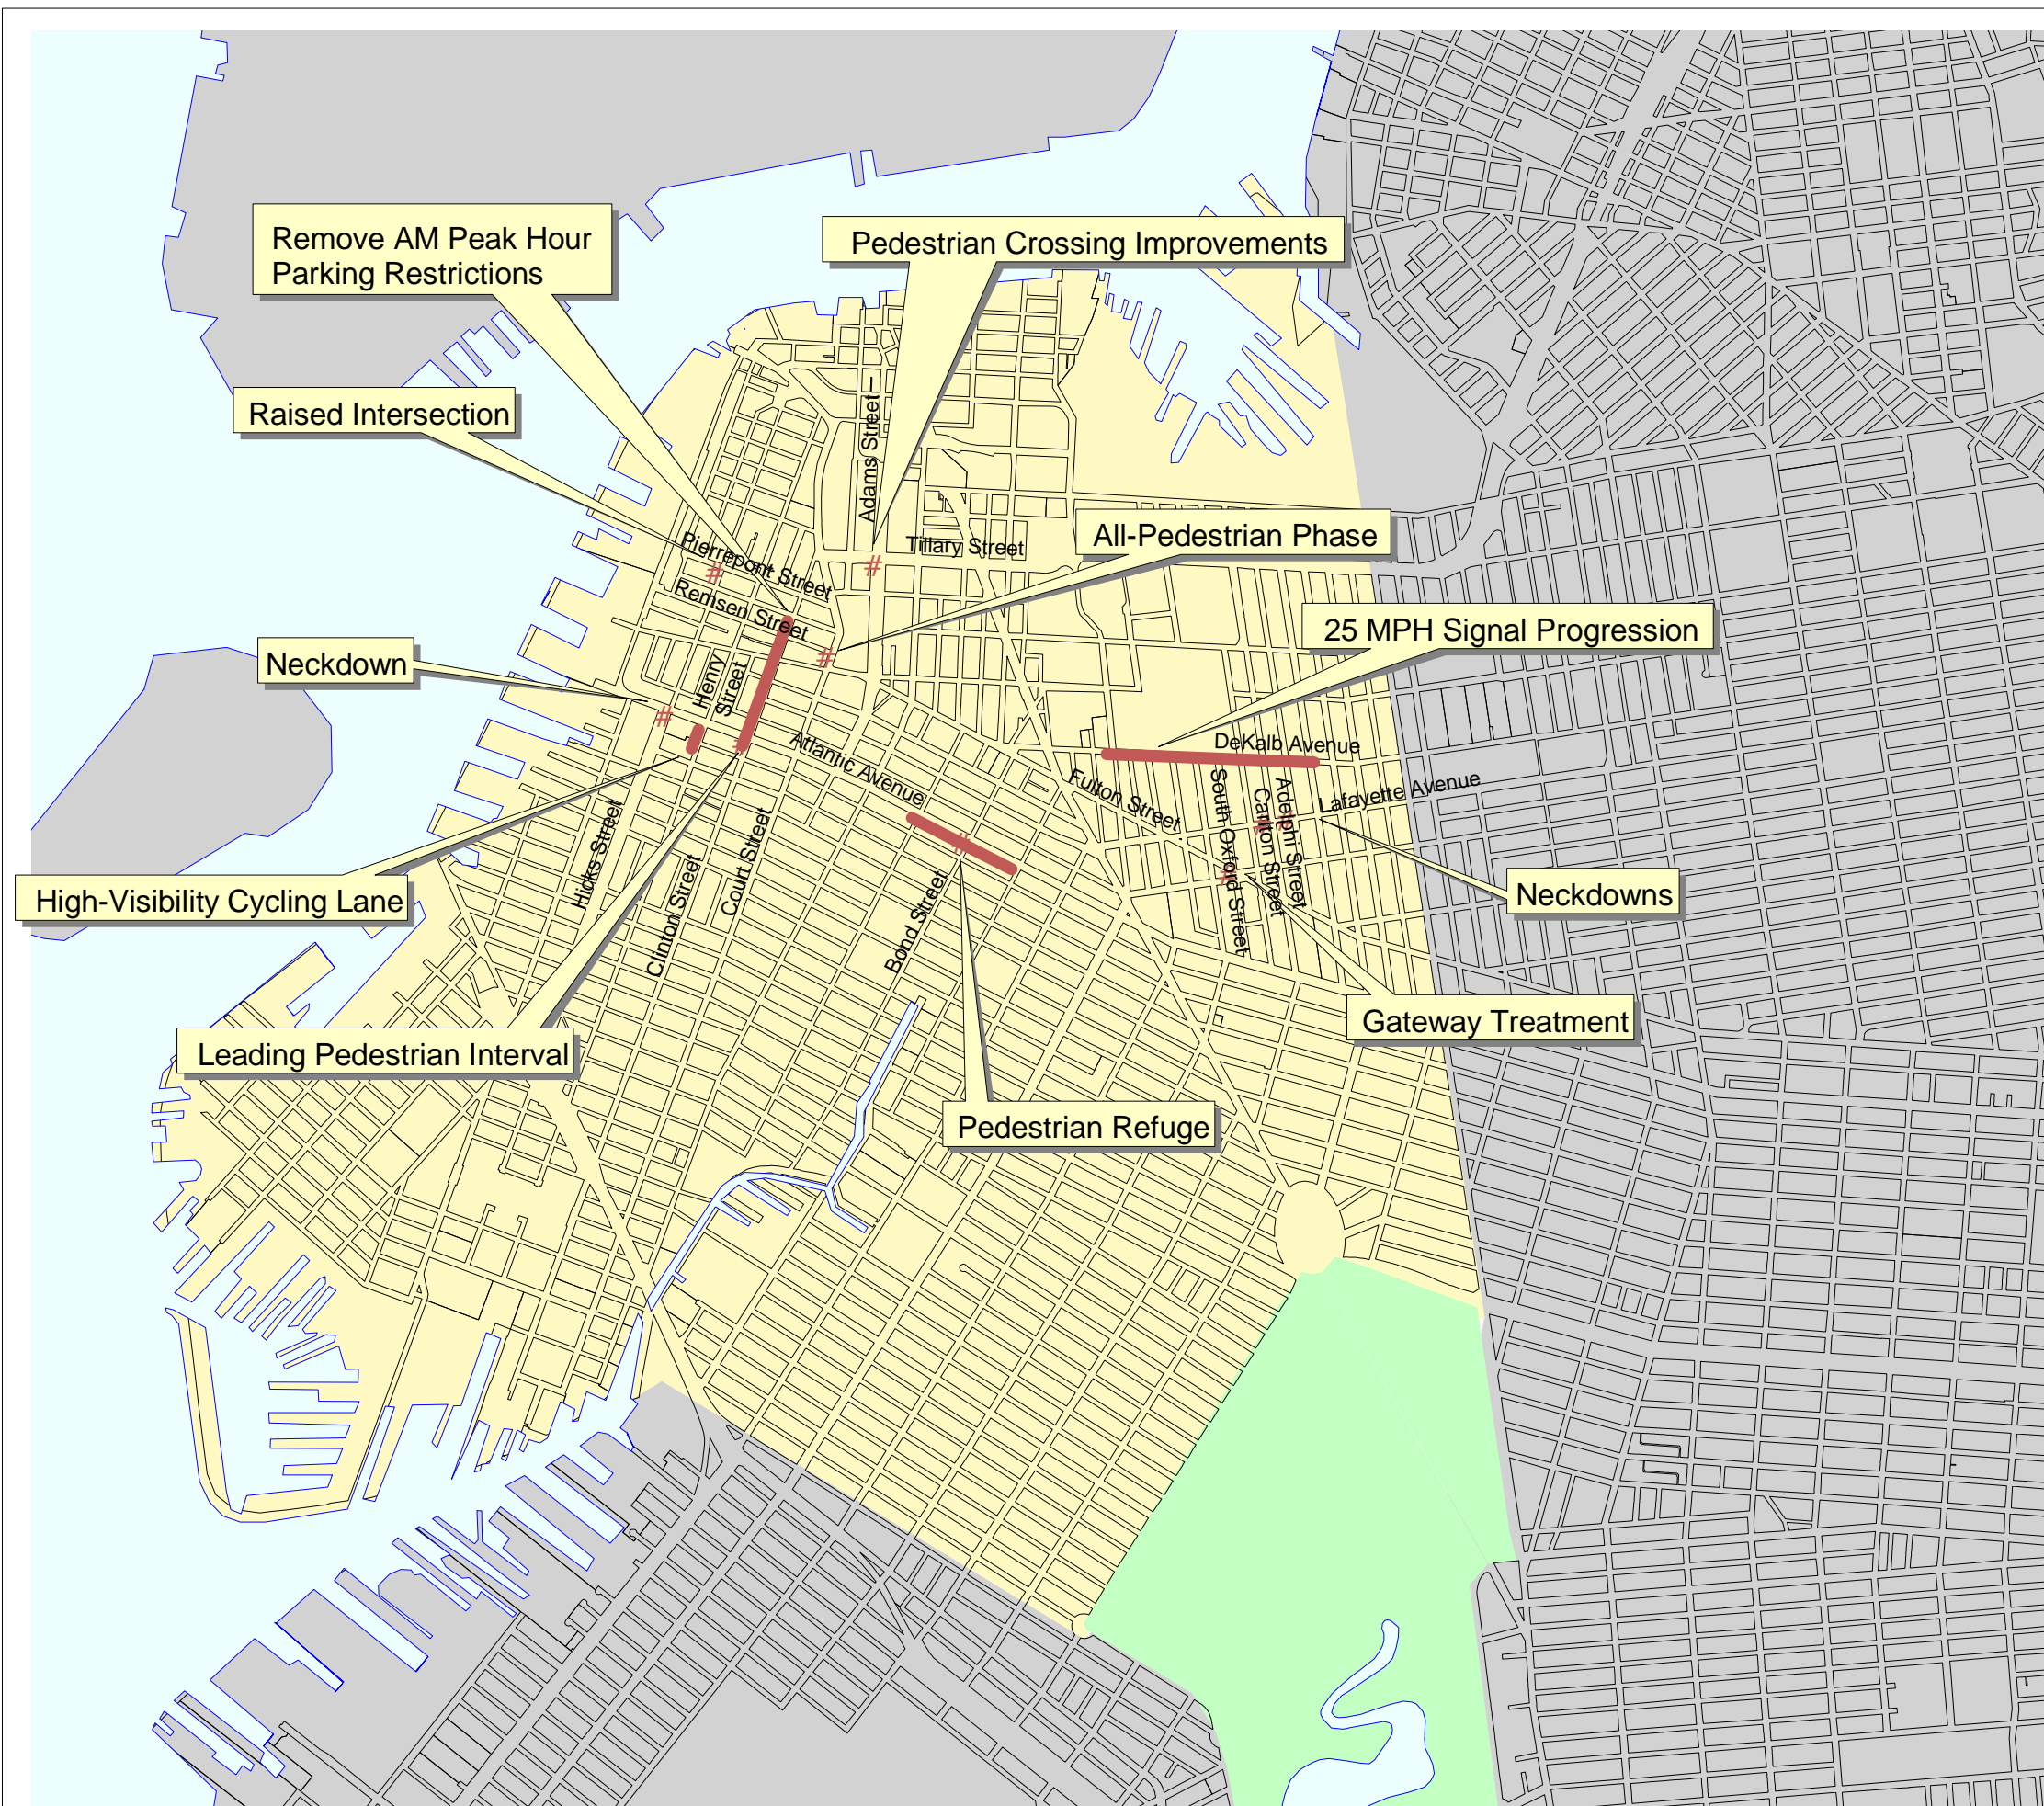 Remove AM Peak Hour
Parking Restrictions
Pedestrian Crossing Improvements
Raised Intersection
Adams Street
All-Pedestrian Phase
Tillary Street
Pierrepont Street
Remsen Street
25 MPH Signal Progression
Neckdown
Henry
Street
Atlantic Avenue
DeKalb Avenue
Fulton Street
Lafayette Avenue
South Oxford Street
Carlton Street
Adelphi Street
Hicks Street
Court Street
Clinton Street
Bond Street
High-Visibility Cycling Lane
Neckdowns
Gateway Treatment
Leading Pedestrian Interval
Pedestrian Refuge